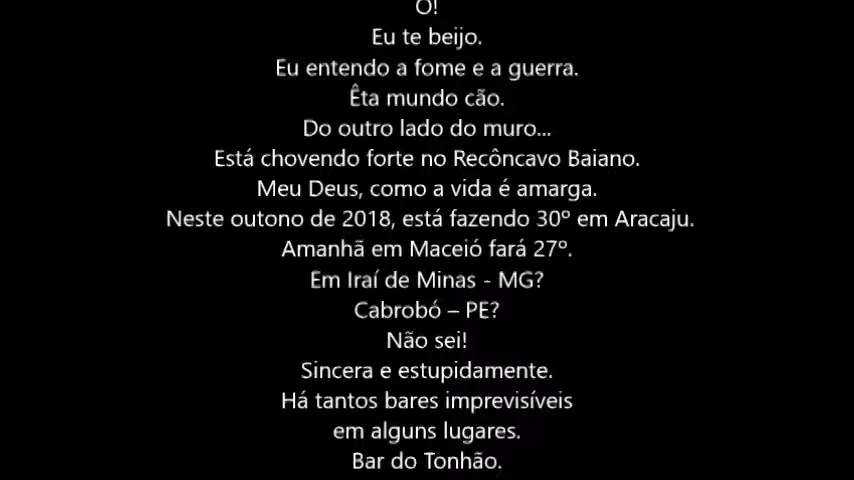 O!
Eu te beijo.
Eu entendo a fome e a guerra.
Êta mundo cão.
Do outro lado do muro...
Está chovendo forte no Recôncavo Baiano.
Meu Deus, como a vida é amarga.
Neste outono de 2018, está fazendo 30º em Aracaju.
Amanhã em Maceió fará 27º.
Em Iraí de Minas - MG?
Cabrobó – PE?
Não sei!
Sincera e estupidamente.
Há tantos bares imprevisíveis
em alguns lugares.
Bar do Tonhão.